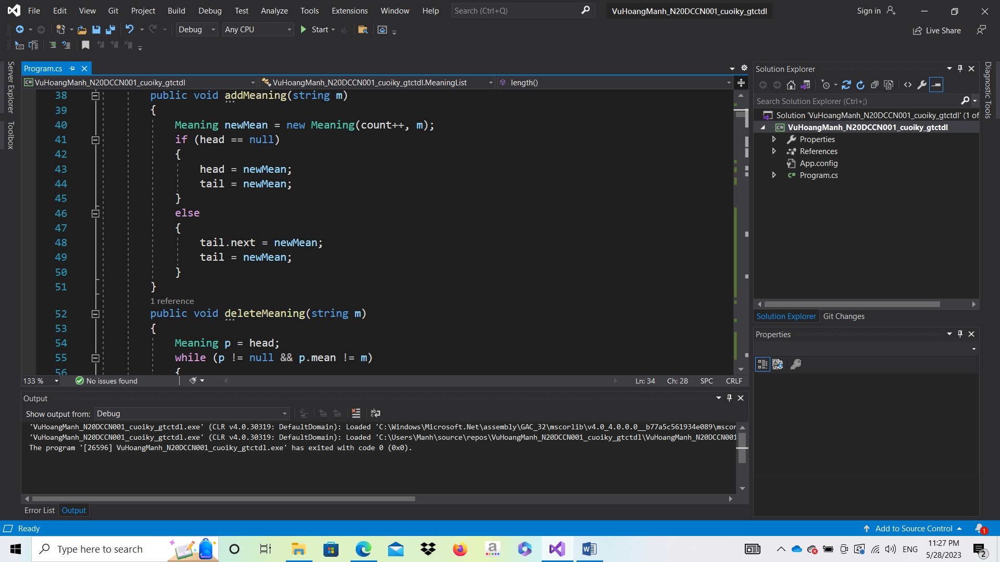 File Edit View Git Project Build Debug Test Analyze Tools Extensions Window Help Search (Ctrl+Q) VuHoangManh_N20DCCN001_cuoiky_gtctdl Sign in
Debug Any CPU Start Live Share
Server Explorer
Toolbox
Program.cs
VuHoangManh_N20DCCN001_cuoiky_gtctdl VuHoangManh_N20DCCN001_cuoiky_gtctdl.MeaningList length()
38 public void addMeaning(string m)
39 {
40 Meaning newMean = new Meaning(count++, m);
41 if (head == null)
42 {
43 head = newMean;
44 tail = newMean;
45 }
46 else
47 {
48 tail.next = newMean;
49 tail = newMean;
50 }
51 }
1 reference
52 public void deleteMeaning(string m)
53 {
54 Meaning p = head;
55 while (p != null && p.mean != m)
56 {
133 % No issues found Ln: 34 Ch: 28 SPC CRLF
Output
Show output from: Debug
'VuHoangManh_N20DCCN001_cuoiky_gtctdl.exe' (CLR v4.0.30319: DefaultDomain): Loaded 'C:\Windows\Microsoft.Net\assembly\GAC_32\mscorlib\v4.0_4.0.0.0__b77a5c561934e089\mscor
'VuHoangManh_N20DCCN001_cuoiky_gtctdl.exe' (CLR v4.0.30319: DefaultDomain): Loaded 'C:\Users\Manh\source\repos\VuHoangManh_N20DCCN001_cuoiky_gtctdl\VuHoangManh_N20DCCN001
The program '[26596] VuHoangManh_N20DCCN001_cuoiky_gtctdl.exe' has exited with code 0 (0x0).
Error List Output
Solution Explorer
Search Solution Explorer (Ctrl+;)
Solution 'VuHoangManh_N20DCCN001_cuoiky_gtctdl' (1 of
VuHoangManh_N20DCCN001_cuoiky_gtctdl
Properties
References
App.config
Program.cs
Solution Explorer Git Changes
Properties
Diagnostic Tools
Ready Add to Source Control 1
Type here to search ENG 11:27 PM
5/28/2023 2